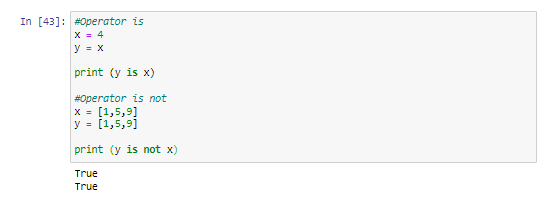 In [43]: #Operator is
x = 4
y = x
print (y is x)
#Operator is not
x = [1,5,9]
y = [1,5,9]
print (y is not x)
True
True